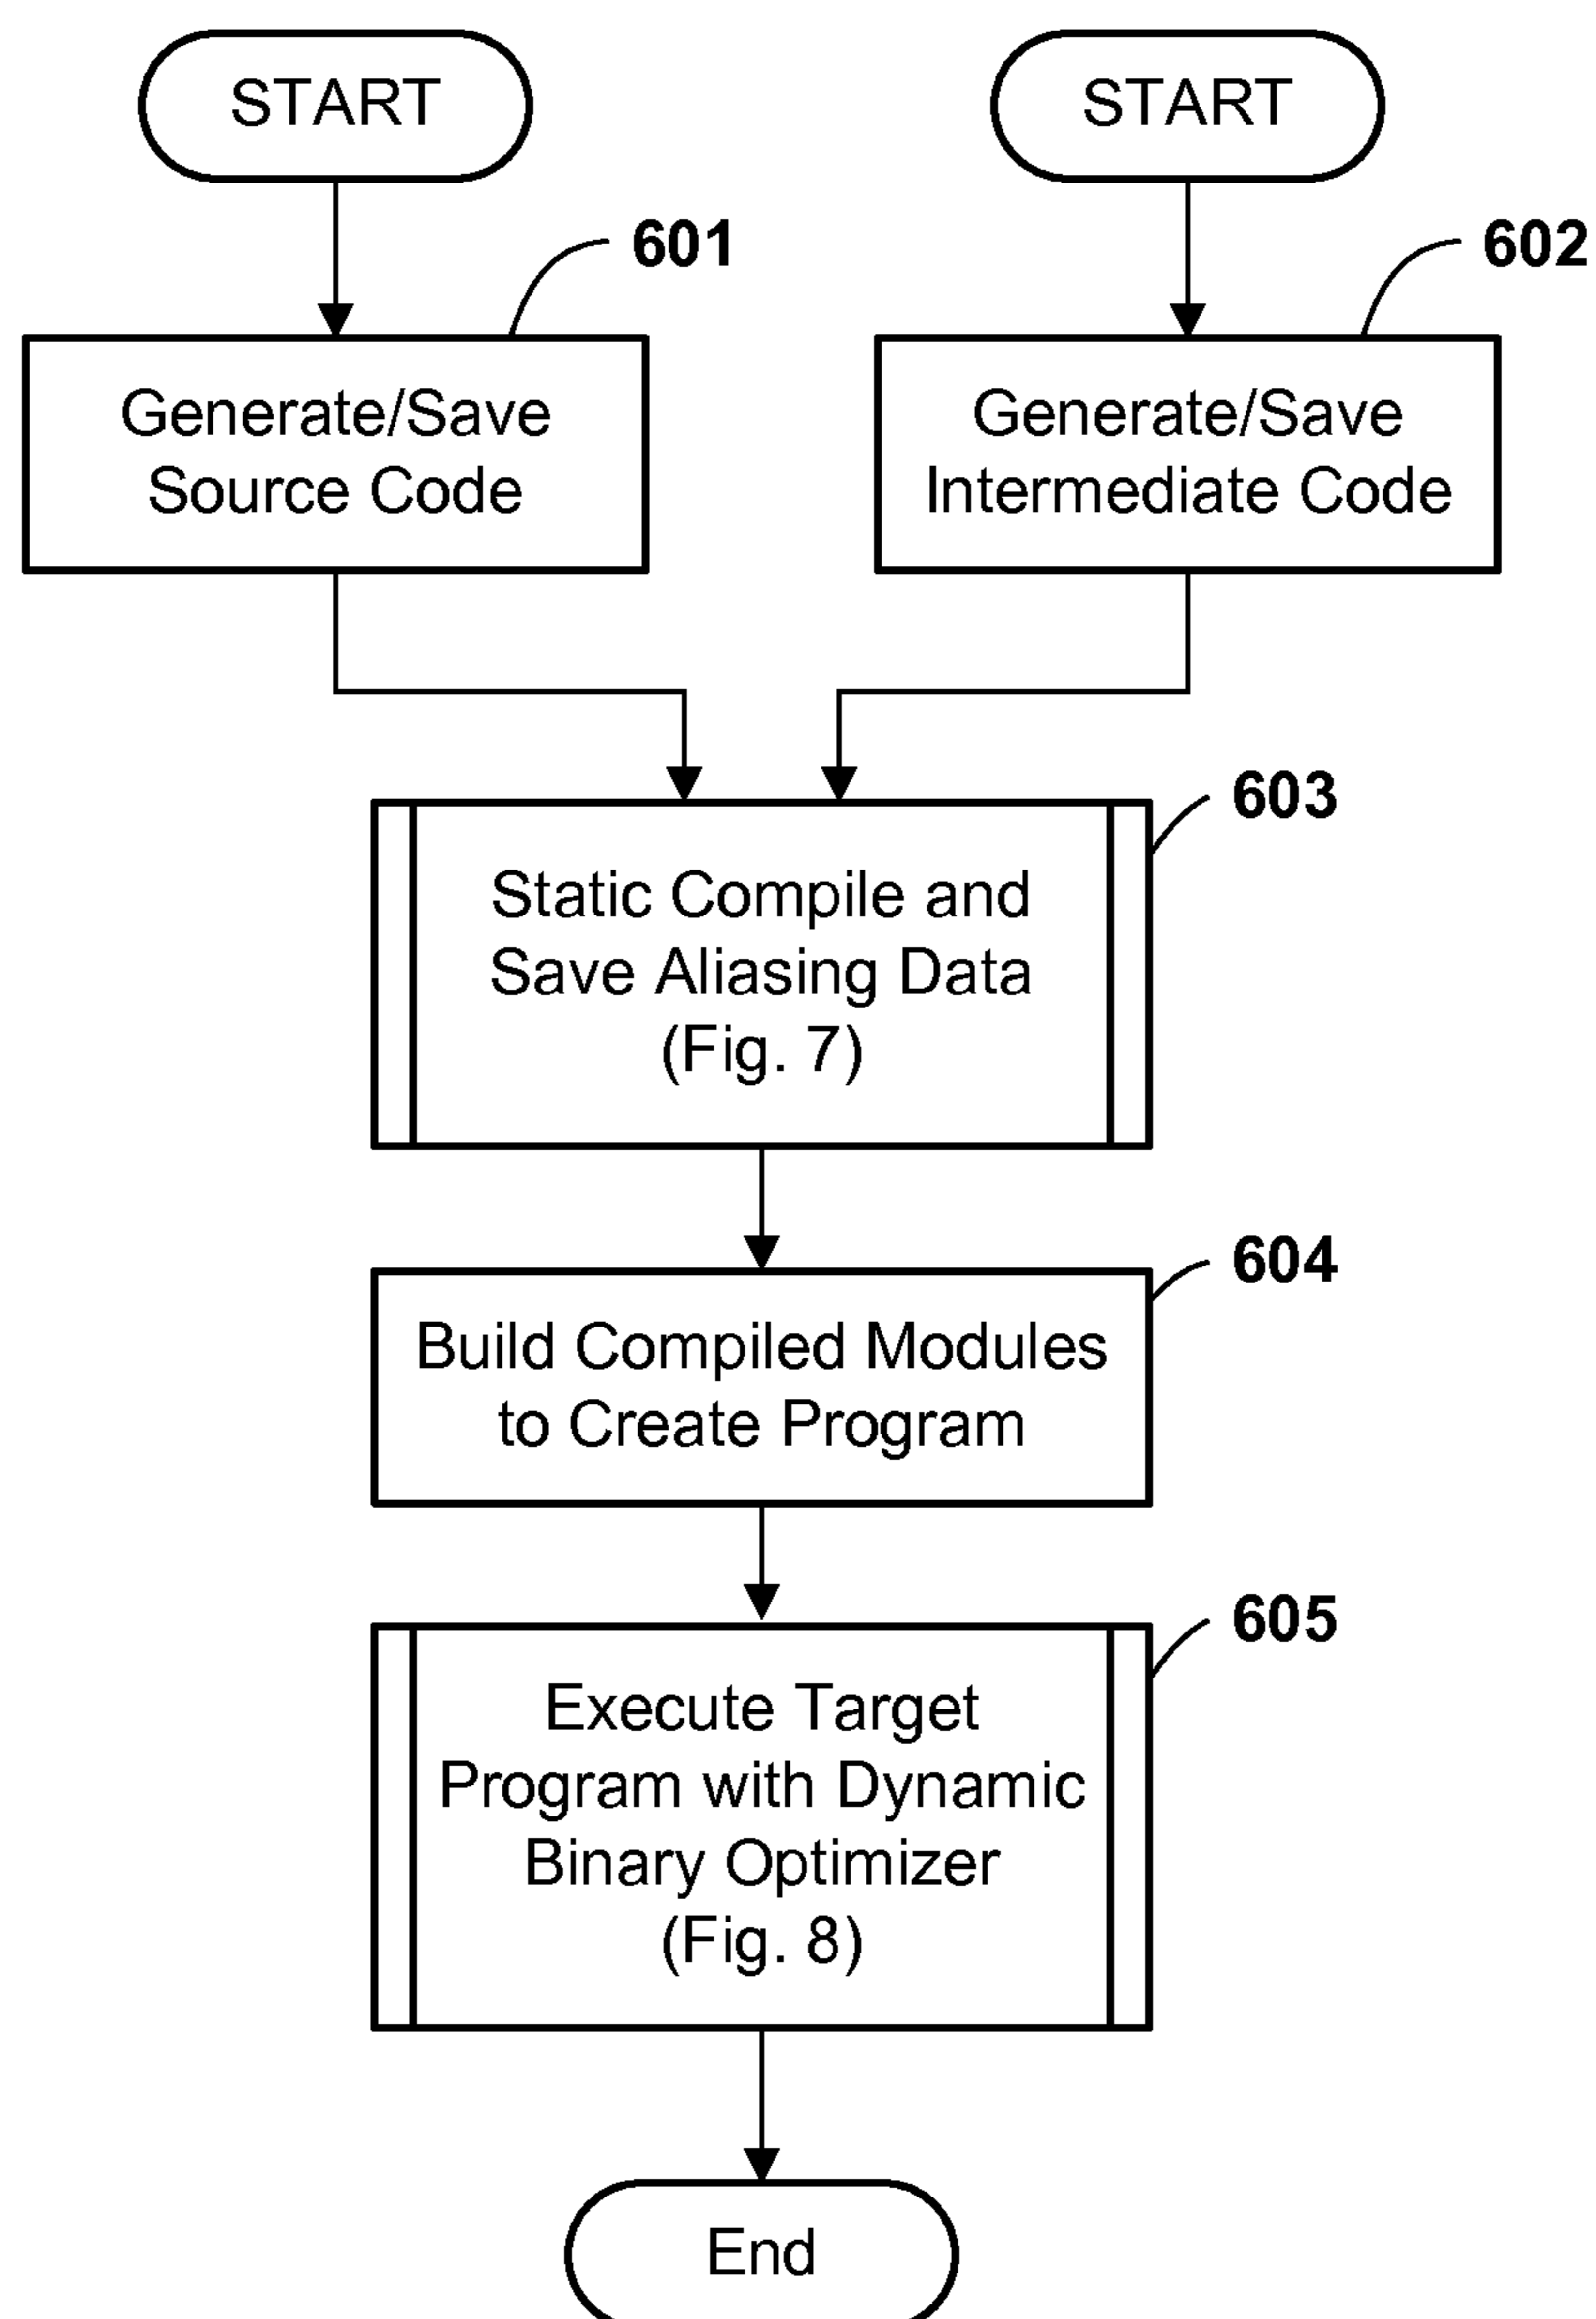 START
START
601
602
Generate/Save
Source Code
Generate/Save
Intermediate Code
603
Static Compile and
Save Aliasing Data
(Fig. 7)
604
Build Compiled Modules
to Create Program
605
Execute Target
Program with Dynamic
Binary Optimizer
(Fig. 8)
End